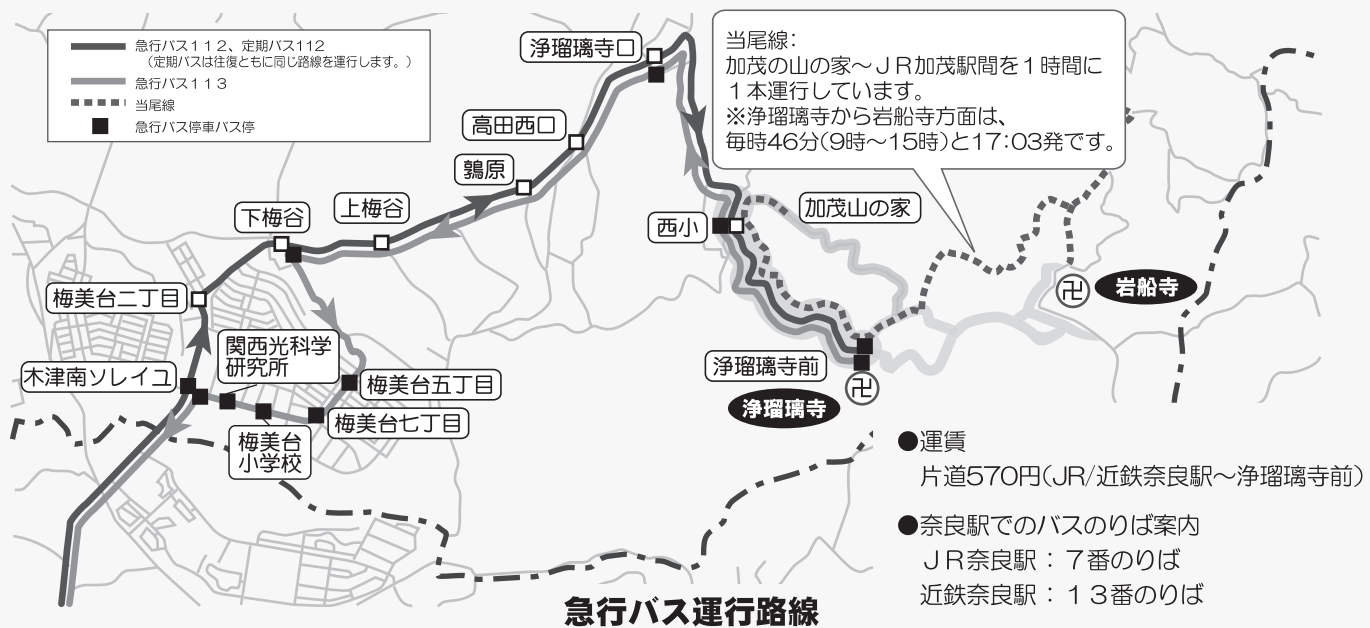 急行バス112、定期バス112
(定期バスは往復ともに同じ路線を運行します。)
急行バス113
当尾線
急行バス停車バス停
当尾線:
加茂の山の家~JR加茂駅間を1時間に
1本運行しています。
※浄瑠璃寺から岩船寺方面は、
毎時46分(9時~15時)と17:03発です。
浄瑠璃寺口
高田西口
鶚原
上梅谷
下梅谷
西小
加茂山の家
岩船寺
梅美台二丁目
関西光科学
研究所
木津南ソレイユ
梅美台五丁目
梅美台七丁目
梅美台
小学校
浄瑠璃寺前
浄瑠璃寺
●運賃
片道570円(JR/近鉄奈良駅~浄瑠璃寺前)
●奈良駅でのバスのりば案内
JR奈良駅:7番のりば
近鉄奈良駅:13番のりば
急行バス運行路線